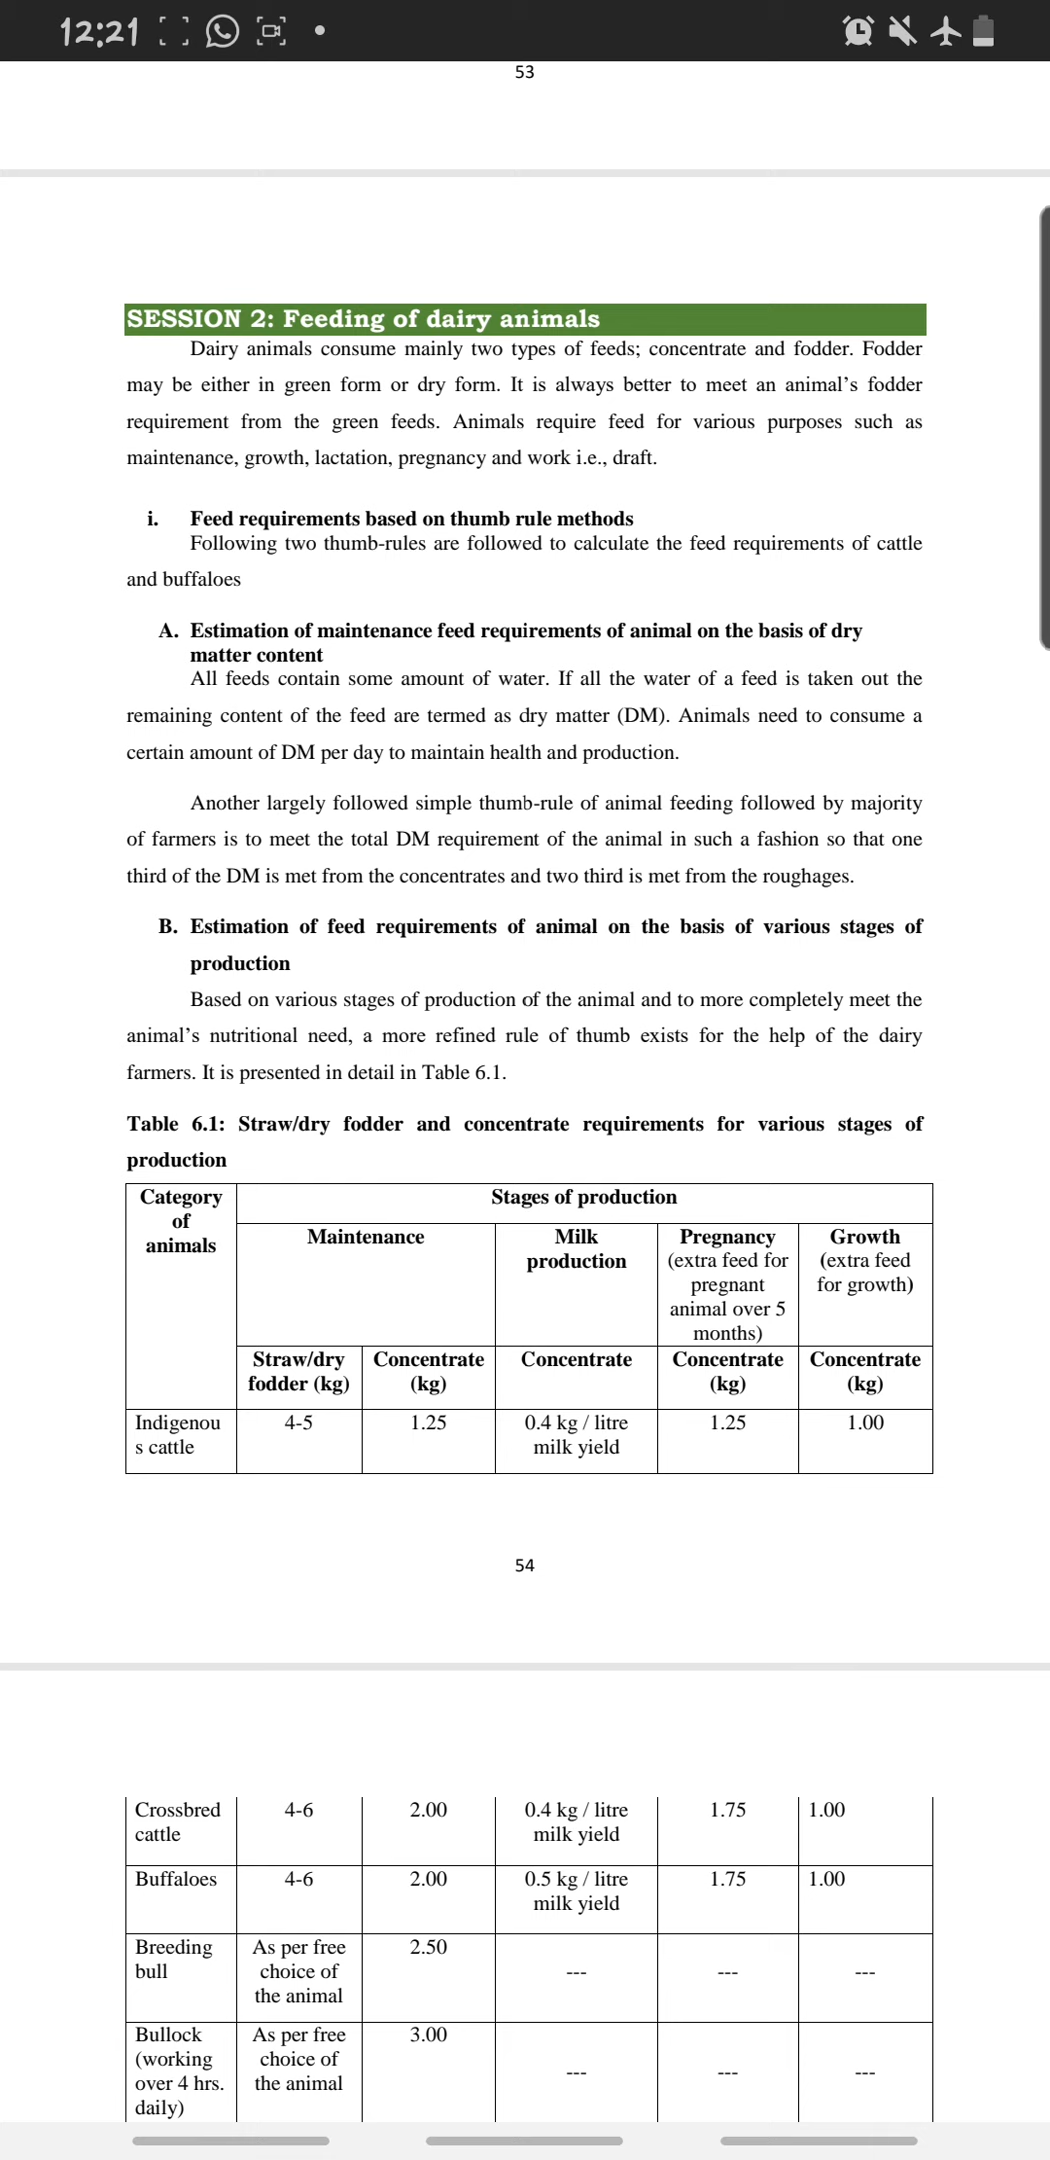 12:21
53
SESSION 2: Feeding of dairy animals
Dairy animals consume mainly two types of feeds; concentrate and fodder. Fodder
may be either in green form or dry form. It is always better to meet an animal’s fodder
requirement from the green feeds. Animals require feed for various purposes such as
maintenance, growth, lactation, pregnancy and work i.e., draft.
i. Feed requirements based on thumb rule methods
Following two thumb-rules are followed to calculate the feed requirements of cattle
and buffaloes
A. Estimation of maintenance feed requirements of animal on the basis of dry
matter content
All feeds contain some amount of water. If all the water of a feed is taken out the
remaining content of the feed are termed as dry matter (DM). Animals need to consume a
certain amount of DM per day to maintain health and production.
Another largely followed simple thumb-rule of animal feeding followed by majority
of farmers is to meet the total DM requirement of the animal in such a fashion so that one
third of the DM is met from the concentrates and two third is met from the roughages.
B. Estimation of feed requirements of animal on the basis of various stages of
production
Based on various stages of production of the animal and to more completely meet the
animal’s nutritional need, a more refined rule of thumb exists for the help of the dairy
farmers. It is presented in detail in Table 6.1.
Table 6.1: Straw/dry fodder and concentrate requirements for various stages of
production
Category
of
animals
Stages of production
Maintenance
Milk
production
Pregnancy
(extra feed for
pregnant
animal over 5
months)
Growth
(extra feed
for growth)
Straw/dry
fodder (kg)
Concentrate
(kg)
Concentrate
Concentrate
(kg)
Concentrate
(kg)
Indigenou
s cattle
4-5
1.25
0.4 kg / litre
milk yield
1.25
1.00
54
Crossbred
cattle
4-6
2.00
0.4 kg / litre
milk yield
1.75
1.00
Buffaloes
4-6
2.00
0.5 kg / litre
milk yield
1.75
1.00
Breeding
bull
As per free
choice of
the animal
2.50
---
---
---
Bullock
(working
over 4 hrs.
daily)
As per free
choice of
the animal
3.00
---
---
---